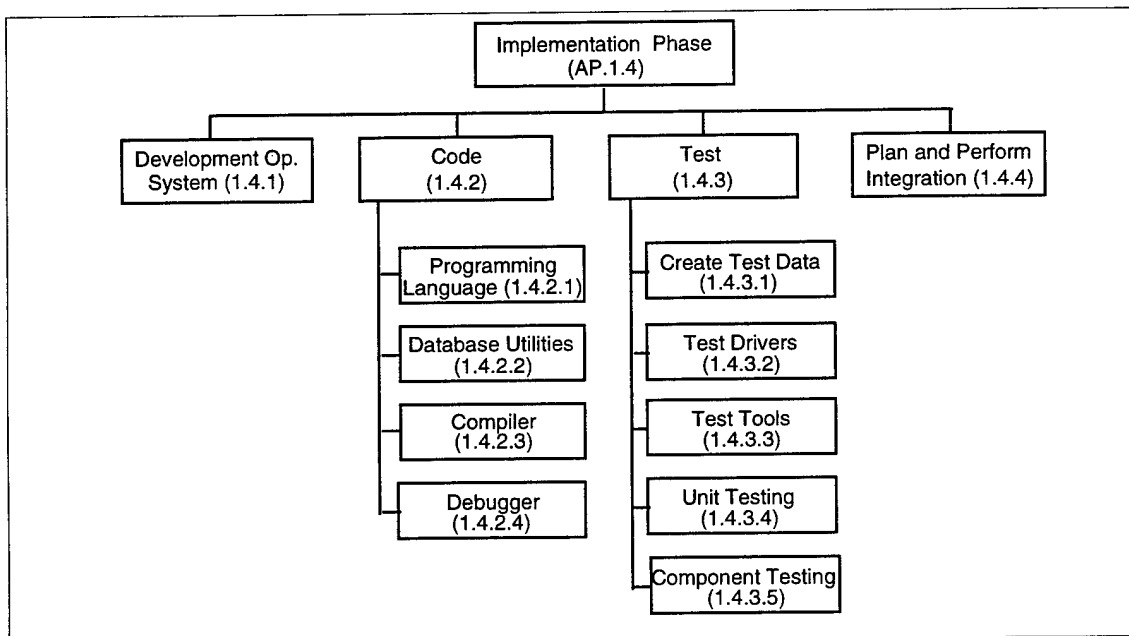 Implementation Phase
(AP.1.4)
Development Op.
System (1.4.1)
Code
(1.4.2)
Test
(1.4.3)
Plan and Perform
Integration (1.4.4)
Programming
Language (1.4.2.1)
Database Utilities
(1.4.2.2)
Compiler
(1.4.2.3)
Debugger
(1.4.2.4)
Create Test Data
(1.4.3.1)
Test Drivers
(1.4.3.2)
Test Tools
(1.4.3.3)
Unit Testing
(1.4.3.4)
Component Testing
(1.4.3.5)